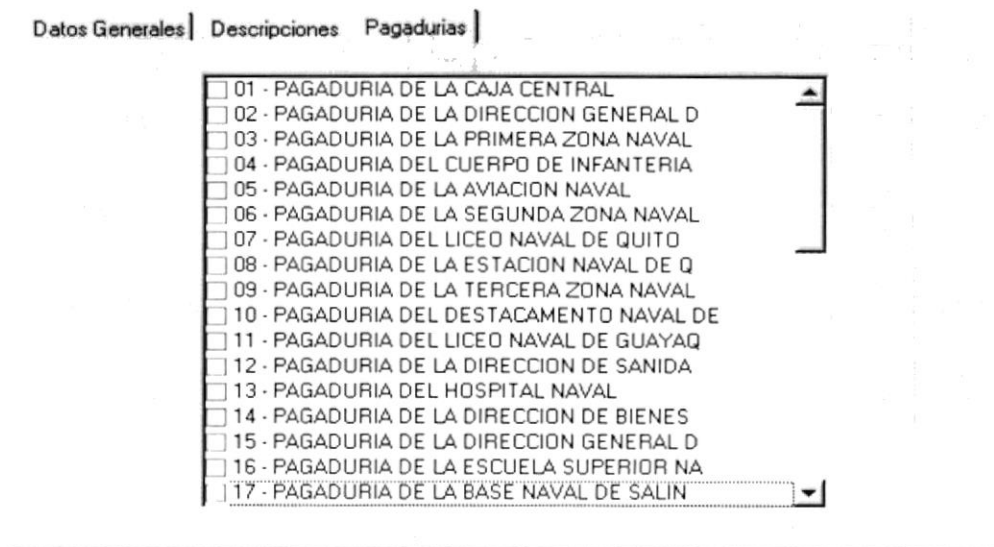 Datos Generales Descripciones Pagadurias
01 - PAGADURIA DE LA CAJA CENTRAL
02 - PAGADURIA DE LA DIRECCION GENERAL D
03 - PAGADURIA DE LA PRIMERA ZONA NAVAL
04 - PAGADURIA DEL CUERPO DE INFANTERIA
05 - PAGADURIA DE LA AVIACION NAVAL
06 - PAGADURIA DE LA SEGUNDA ZONA NAVAL
07 - PAGADURIA DEL LICEO NAVAL DE QUITO
08 - PAGADURIA DE LA ESTACION NAVAL DE Q
09 - PAGADURIA DE LA TERCERA ZONA NAVAL
10 - PAGADURIA DEL DESTACAMENTO NAVAL DE
11 - PAGADURIA DEL LICEO NAVAL DE GUAYAQ
12 - PAGADURIA DE LA DIRECCION DE SANIDA
13 - PAGADURIA DEL HOSPITAL NAVAL
14 - PAGADURIA DE LA DIRECCION DE BIENES
15 - PAGADURIA DE LA DIRECCION GENERAL D
16 - PAGADURIA DE LA ESCUELA SUPERIOR NA
17 - PAGADURIA DE LA BASE NAVAL DE SALIN